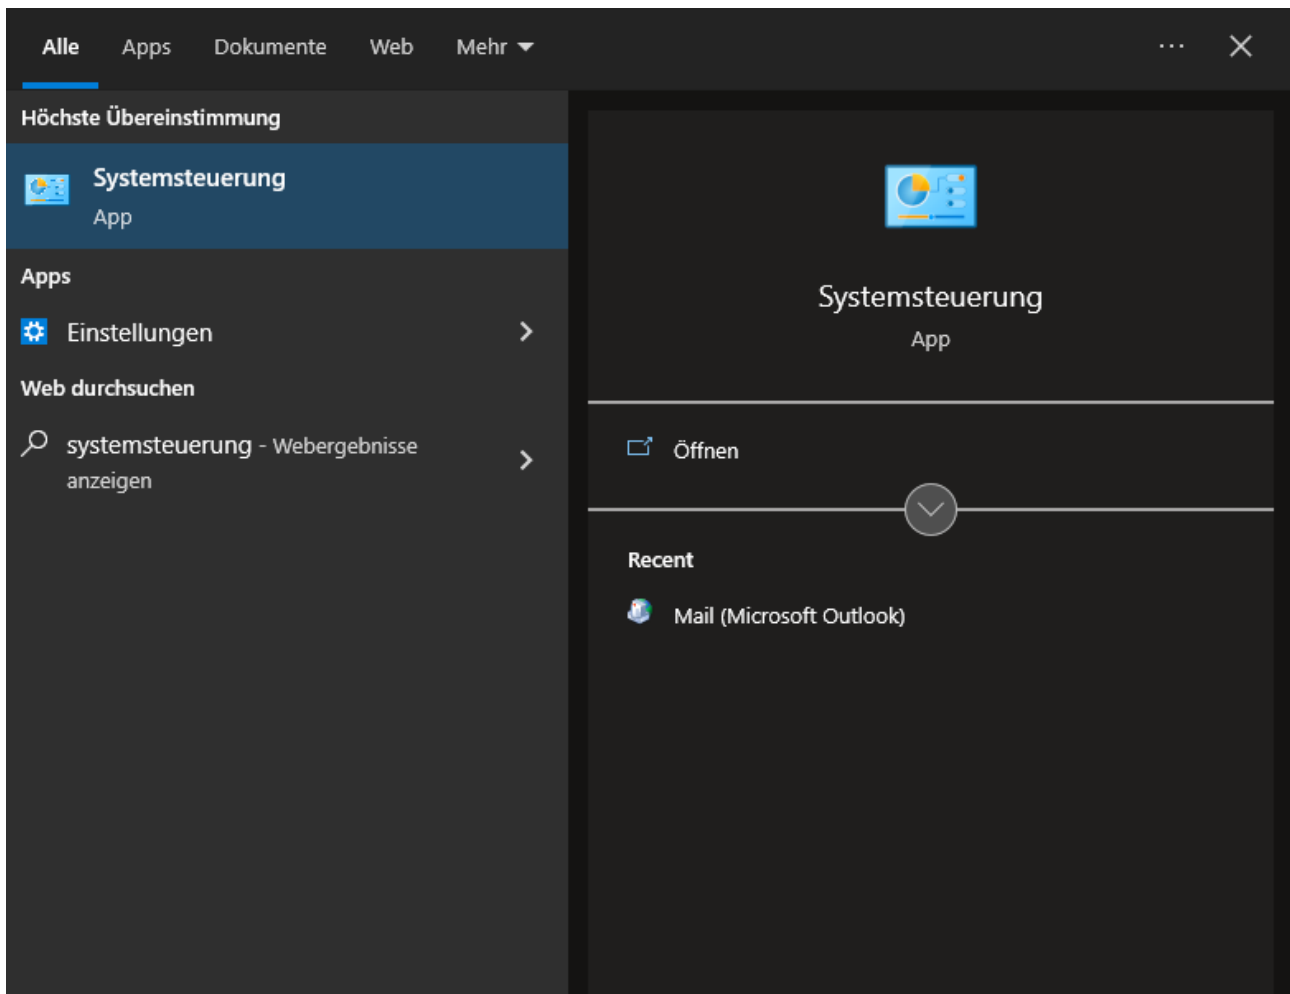 Alle Apps Dokumente Web Mehr
Höchste Übereinstimmung
Systemsteuerung
App
Apps
Einstellungen
Web durchsuchen
systemsteuerung - Webergebnisse
anzeigen
Systemsteuerung
App
Öffnen
Recent
Mail (Microsoft Outlook)